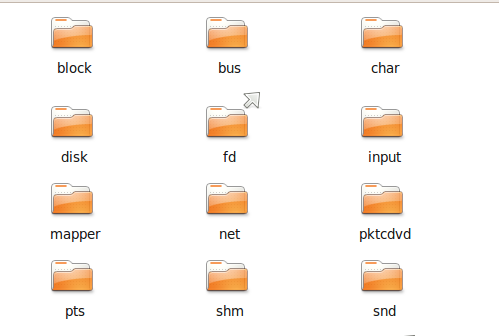 block bus char
disk fd input
mapper net pktcdvd
pts shm snd